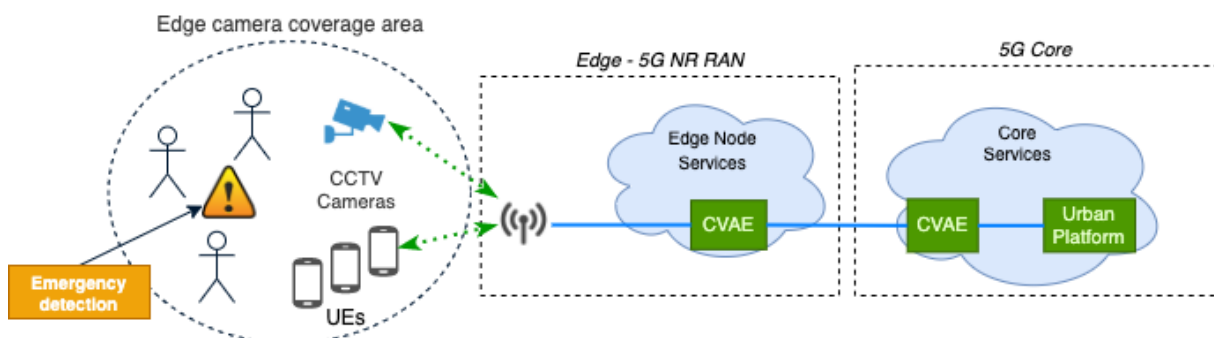 Edge camera coverage area
Edge - 5G NR RAN
5G Core
Edge Node
Services
Core
Services
CCTV
Cameras
CVAE
CVAE
Urban
Platform
Emergency
detection
UEs